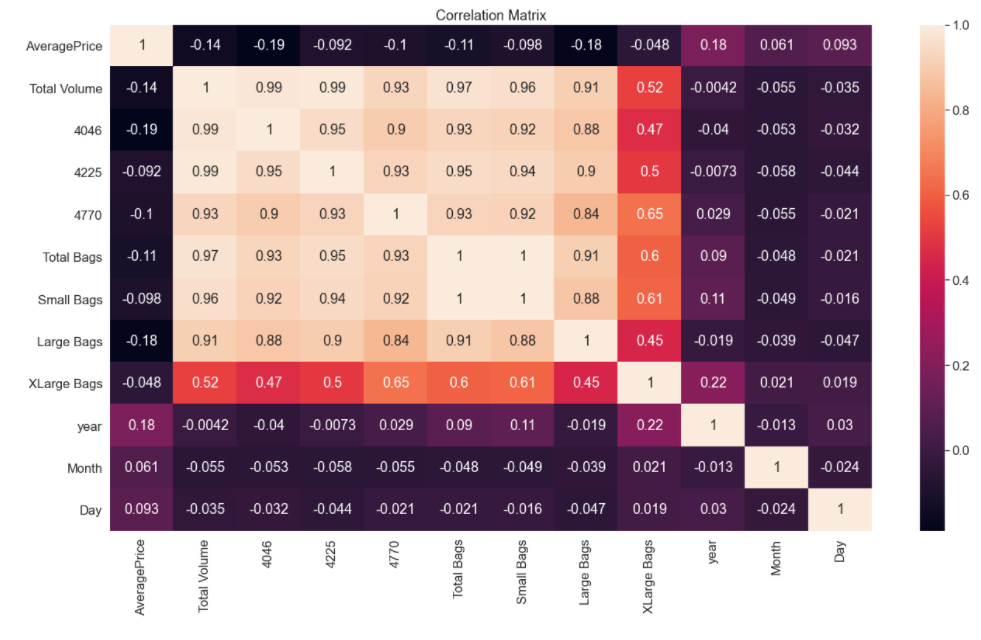 Correlation Matrix
AveragePrice 1 -0.14 -0.19 -0.092 -0.1 -0.11 -0.098 -0.18 -0.048 0.18 0.061 0.093
Total Volume -0.14 1 0.99 0.99 0.93 0.97 0.96 0.91 0.52 -0.0042 -0.055 -0.035
4046 -0.19 0.99 1 0.95 0.9 0.93 0.92 0.88 0.47 -0.04 -0.053 -0.032
4225 -0.092 0.99 0.95 1 0.93 0.95 0.94 0.9 0.5 -0.0073 -0.058 -0.044
4770 -0.1 0.93 0.9 0.93 1 0.93 0.92 0.84 0.65 0.029 -0.055 -0.021
Total Bags -0.11 0.97 0.93 0.95 0.93 1 1 0.91 0.6 0.09 -0.048 -0.021
Small Bags -0.098 0.96 0.92 0.94 0.92 1 1 0.88 0.61 0.11 -0.049 -0.016
Large Bags -0.18 0.91 0.88 0.9 0.84 0.91 0.88 1 0.45 -0.019 -0.039 -0.047
XLarge Bags -0.048 0.52 0.47 0.5 0.65 0.6 0.61 0.45 1 0.22 0.021 0.019
year 0.18 -0.0042 -0.04 -0.0073 0.029 0.09 0.11 -0.019 0.22 1 -0.013 0.03
Month 0.061 -0.055 -0.053 -0.058 -0.055 -0.048 -0.049 -0.039 0.021 -0.013 1 -0.024
Day 0.093 -0.035 -0.032 -0.044 -0.021 -0.021 -0.016 -0.047 0.019 0.03 -0.024 1
AveragePrice
Total Volume
4046
4225
4770
Total Bags
Small Bags
Large Bags
XLarge Bags
year
Month
Day
1.0
0.8
0.6
0.4
0.2
0.0